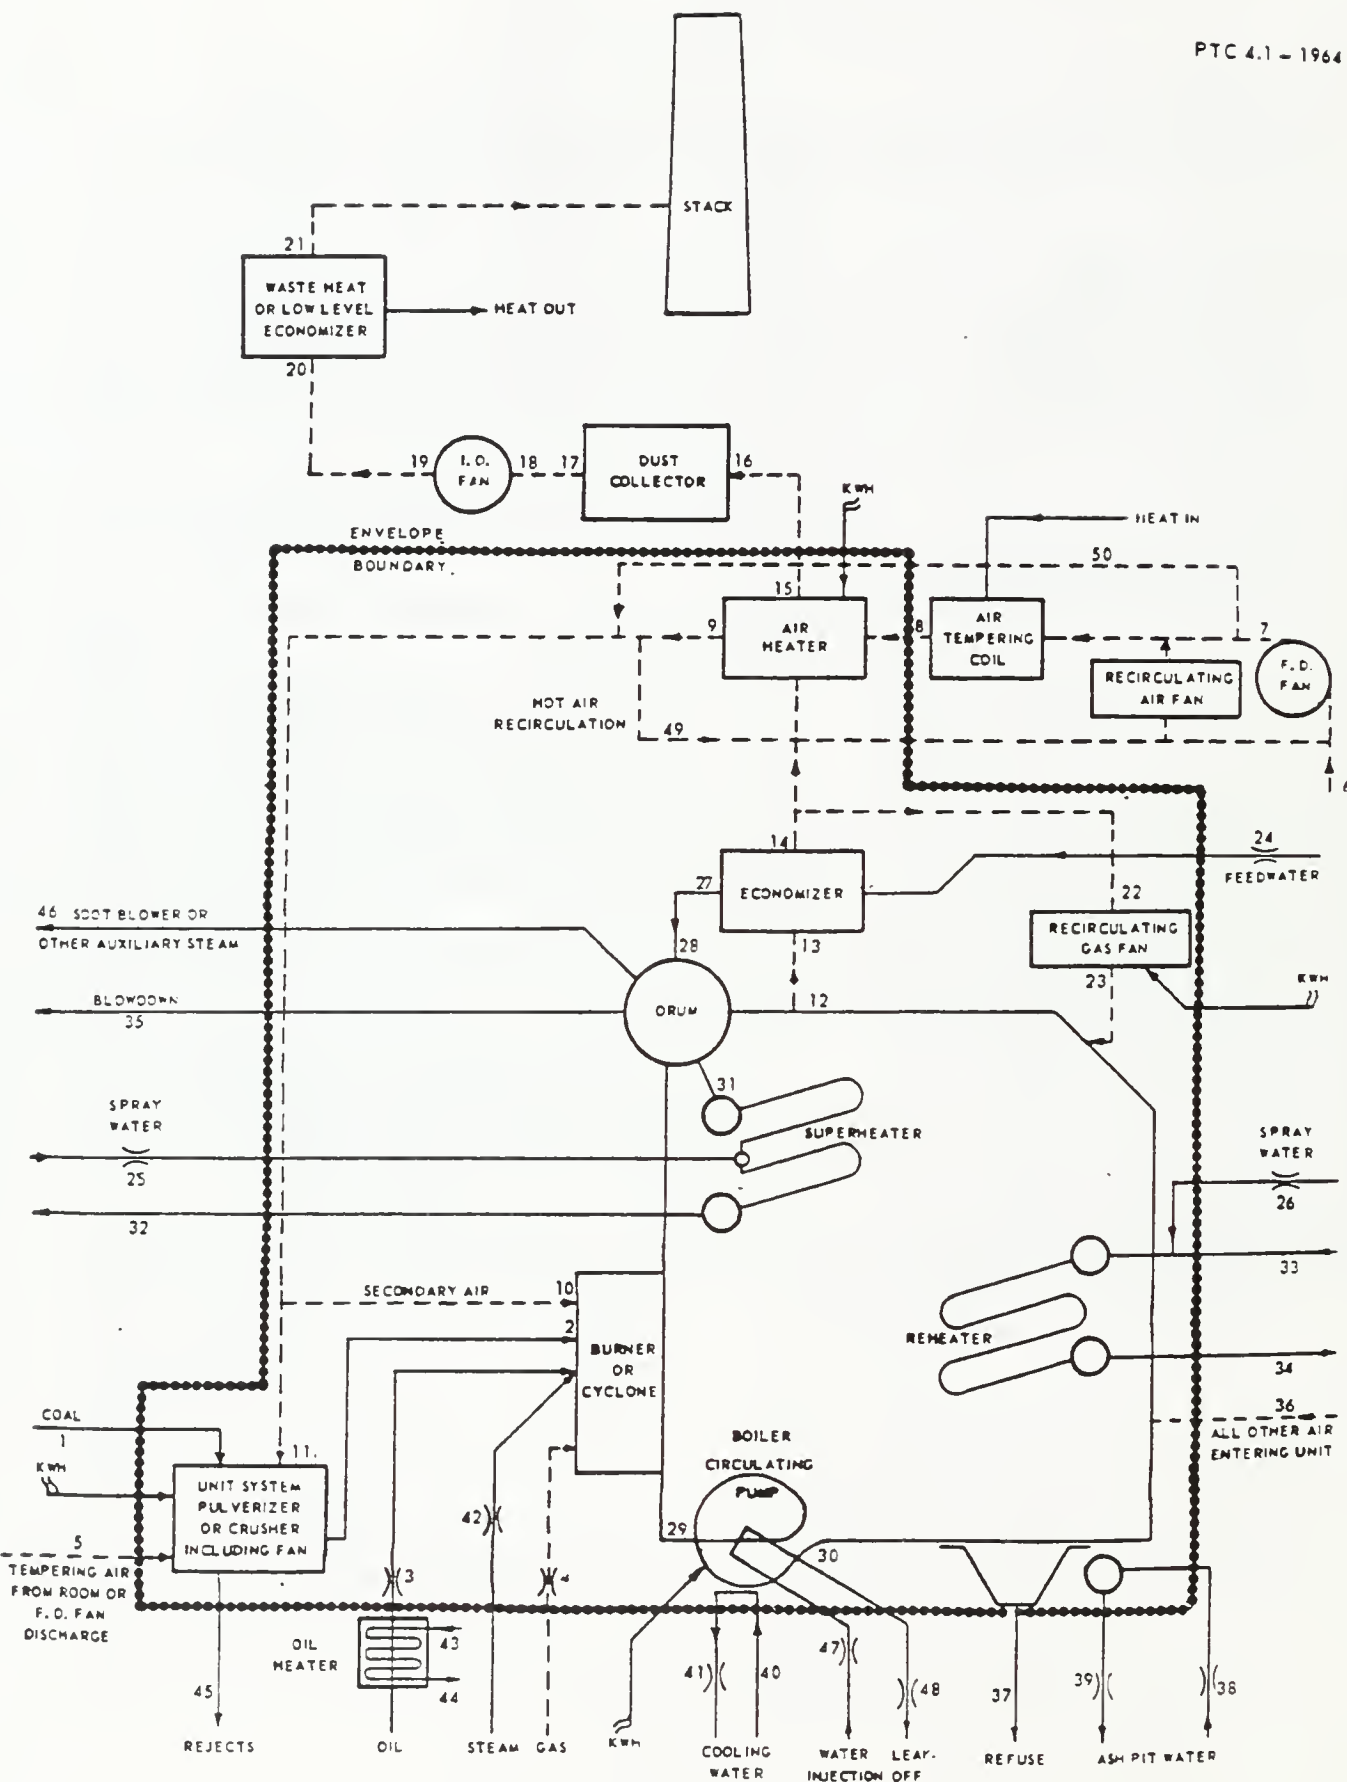 PTC 4.1 - 1964
STACK
21
WASTE HEAT
OR LOW LEVEL
ECONOMIZER
HEAT OUT
20
19
I.D.
FAN
18
17
DUST
COLLECTOR
16
KWH
HEAT IN
ENVELOPE
BOUNDARY
50
15
9
AIR
HEATER
8
AIR
TEMPERING
COIL
7
F.D.
FAN
RECIRCULATING
AIR FAN
HOT AIR
RECIRCULATION
49
6
14
24
FEEDWATER
27
ECONOMIZER
22
46 SOOT BLOWER OR
OTHER AUXILIARY STEAM
28
13
RECIRCULATING
GAS FAN
23
KWH
BLOWDOWN
35
DRUM
12
31
SPRAY
WATER
25
SUPERHEATER
SPRAY
WATER
26
32
33
SECONDARY AIR
10
2
BURNER
OR
CYCLONE
REHEATER
34
36
ALL OTHER AIR
ENTERING UNIT
COAL
1
11.
KWH
UNIT SYSTEM
PULVERIZER
OR CRUSHER
INCLUDING FAN
BOILER
CIRCULATING
PUMP
42
29
30
5
TEMPERING AIR
FROM ROOM OR
F.D. FAN
DISCHARGE
3
4
OIL
HEATER
43
44
45
41
40
47
48
37
39
38
REJECTS
OIL
STEAM
GAS
KWH
COOLING
WATER
WATER
INJECTION
LEAK-
OFF
REFUSE
ASH PIT WATER